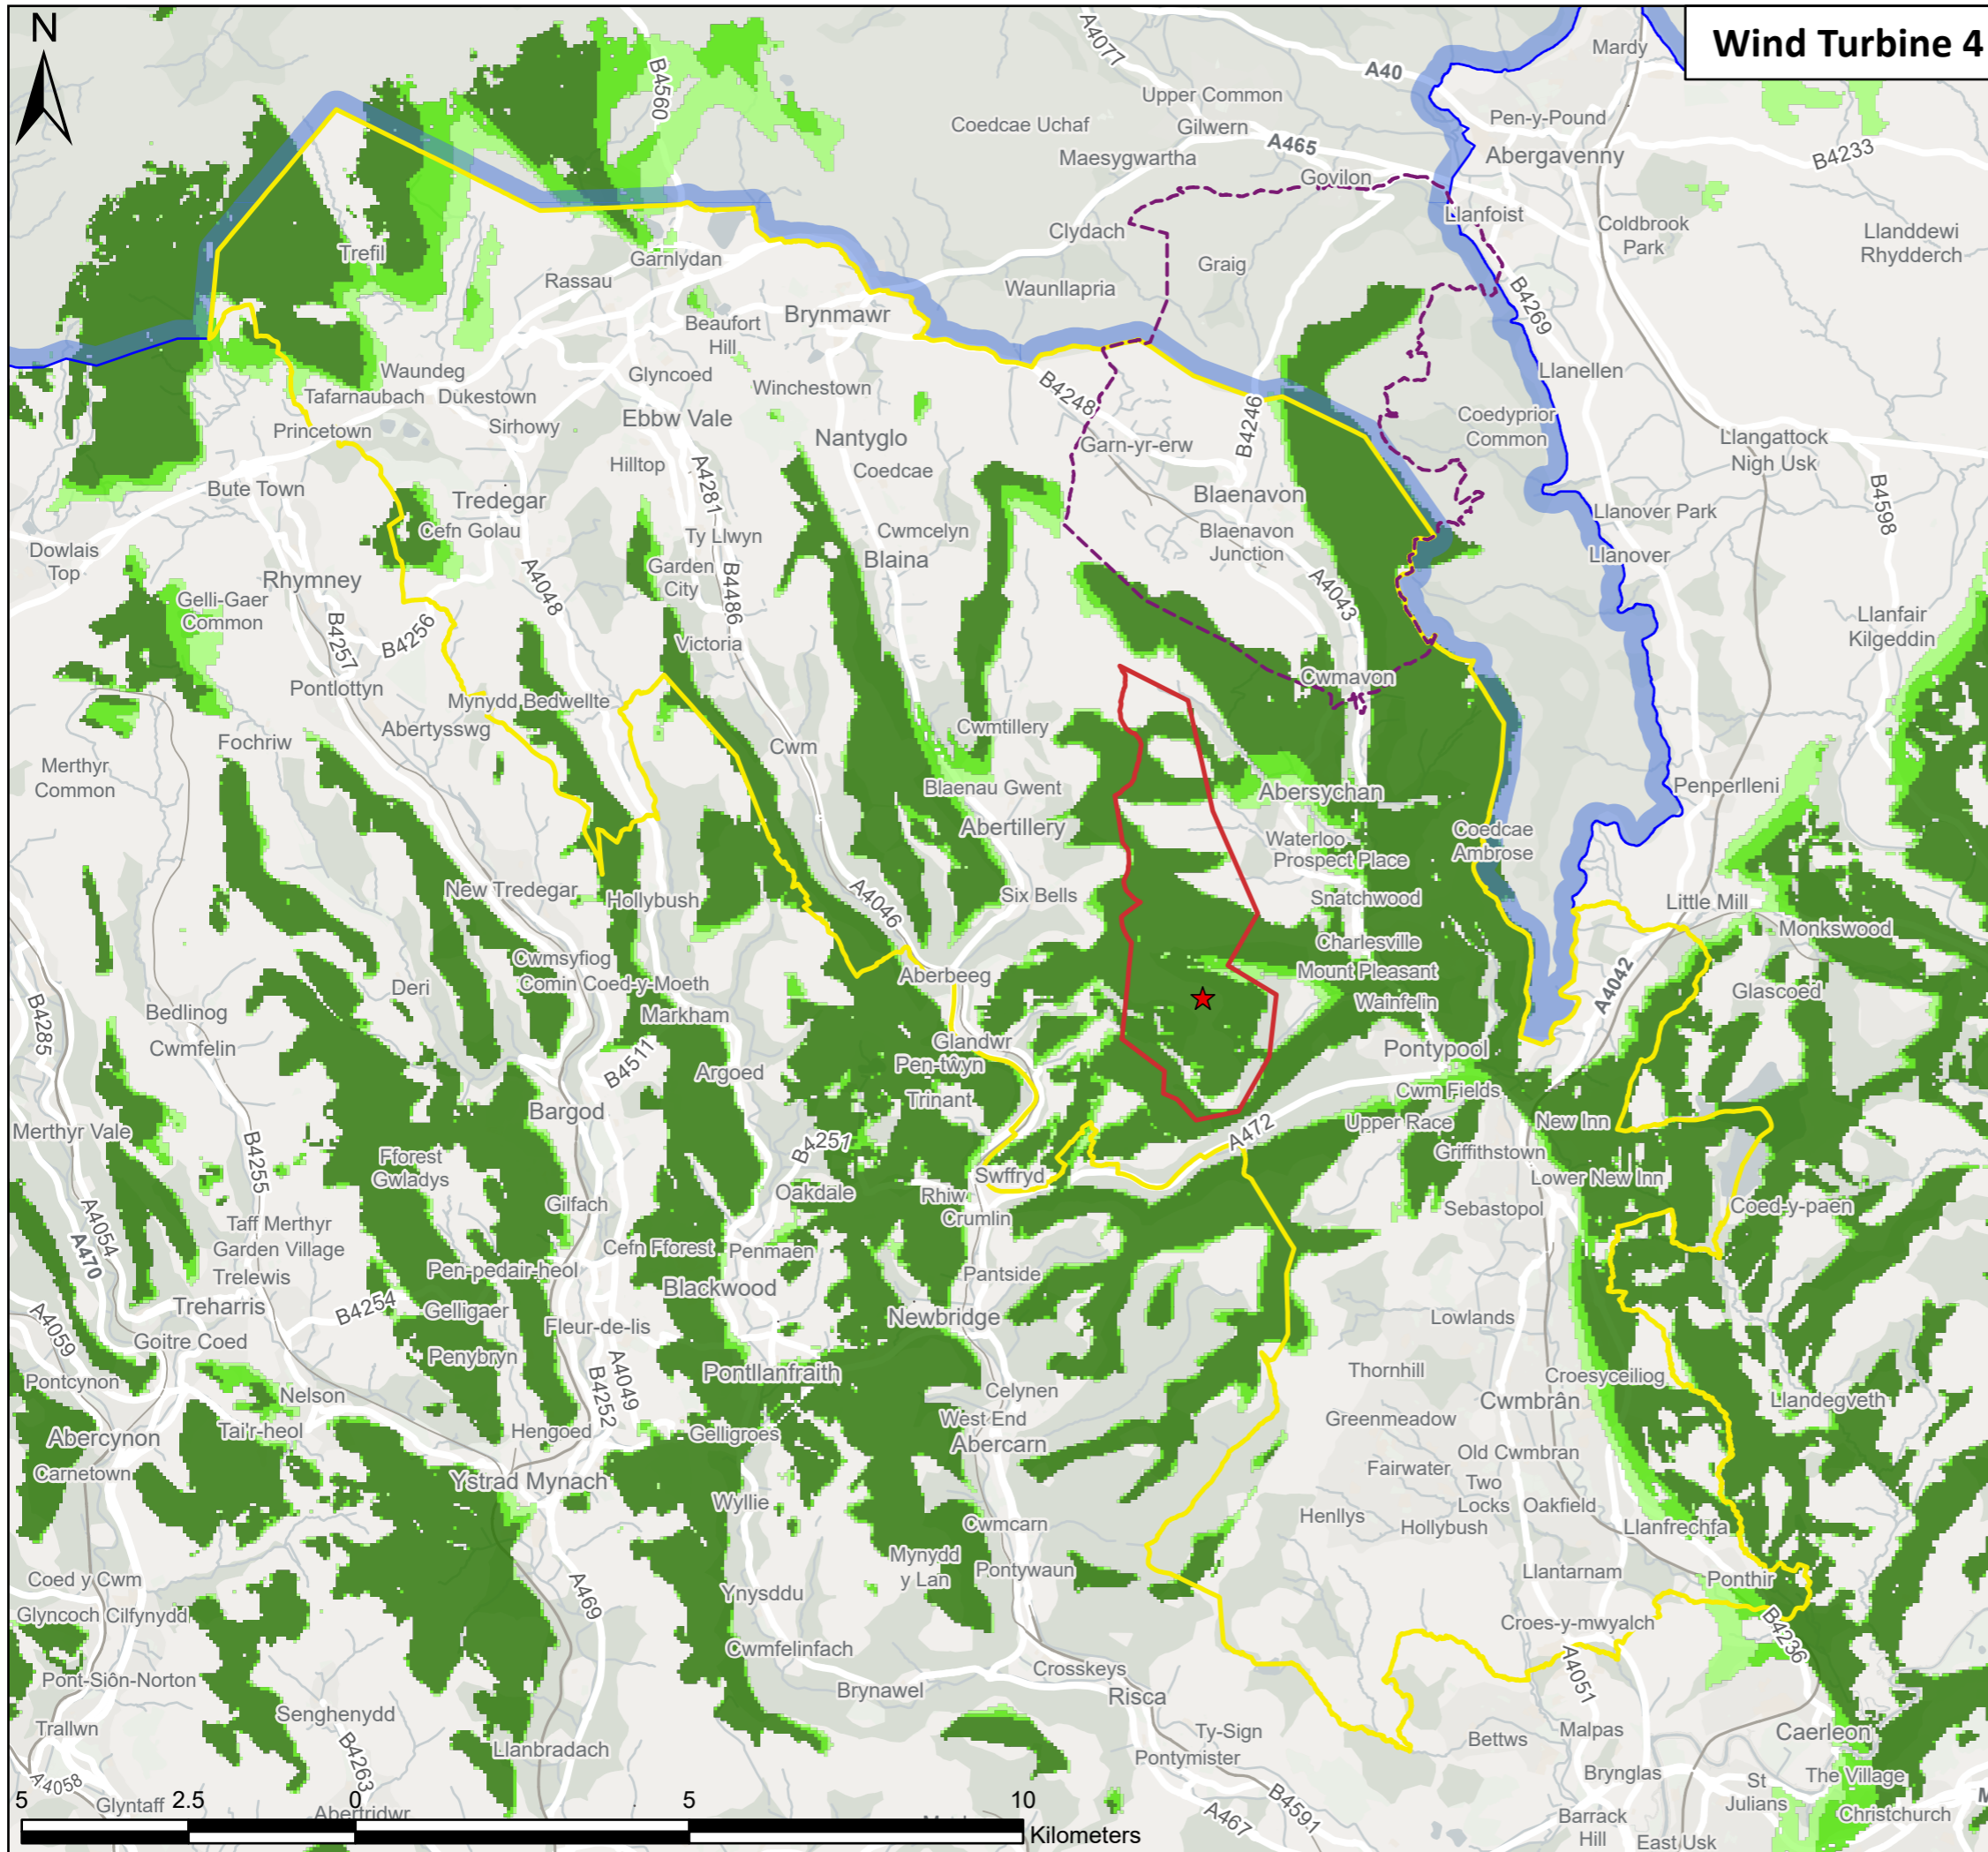 N
Wind Turbine 4
Mardy
A4077
A40
B4560
Upper Common
Pen-y-Pound
Coedcae Uchaf
Gilwern
A465
Abergavenny
B4233
Maesygwartha
Govilon
Llanfoist
Coldbrook
Park
Llanddewi
Rhydderch
Clydach
Trefil
Garnlydan
Graig
Rassau
Waunllapria
B4269
Beaufort
Hill
Brynmawr
Waundeg
Glyncoed
Winchestown
Llanellen
Tafarnaubach
Dukestown
B4248
Princetown
Sirhowy
Ebbw Vale
B4246
Coedyprior
Common
Nantyglo
Garn-yr-erw
Llangattock
Nigh Usk
Hilltop
Coedcae
A4281
Bute Town
Tredegar
Blaenavon
B4598
Cefn Golau
Ty Llwyn
Cwmcelyn
Blaenavon
Junction
Llanover Park
Dowlais
Top
Blaina
Llanover
Rhymney
A4048
Garden
City
B4486
A4043
Gelli-Gaer
Common
Llanfair
Kilgeddin
B4257
B4256
Victoria
Pontlottyn
Cwmavon
Mynydd Bedwellte
Abertysswg
Cwmtillery
Fochriw
Cwm
Merthyr
Common
Blaenau Gwent
Abersychan
Penperlleni
Abertillery
Waterloo
Prospect Place
Coedcae
Ambrose
New Tredegar
Hollybush
A4046
Six Bells
Snatchwood
Little Mill
Monkswood
Cwmsyfiog
Charlesville
Aberbeeg
Mount Pleasant
A4042
Comin Coed-y-Moeth
Deri
Wainfelin
Glascoed
Bedlinog
Markham
B4285
Cwmfelin
Glandwr
Pontypool
Pen-twyn
B4511
Argoed
Cwm Fields
Trinant
Bargod
New Inn
Merthyr Vale
A472
Upper Race
B4251
B4255
Griffithstown
Fforest
Gwladys
Swffryd
Lower New Inn
Oakdale
Rhiw
Gilfach
Crumlin
Sebastopol
Coed-y-paen
A4054
A470
Taff Merthyr
Garden Village
Cefn Fforest
Penmaen
Trelewis
Pen-pedair-heol
Pantside
Blackwood
Treharris
B4254
Gelligaer
Newbridge
Lowlands
A4059
Goitre Coed
Fleur-de-lis
Penybryn
Pontllanfraith
Thornhill
Croesyceiliog
Pontcynon
A4049
B4252
Nelson
Celynen
Cwmbrân
Llandegveth
Tai'r-heol
Hengoed
Gelligroes
West End
Greenmeadow
Abercynon
Abercarn
Old Cwmbran
Carnetown
Fairwater
Ystrad Mynach
Two
Locks
Wyllie
Oakfield
Henllys
Hollybush
Llanfrechfa
Cwmcarn
Mynydd
y Lan
Pontywaun
Llantarnam
Coed y Cwm
A469
Ynysddu
Ponthir
Glyncoch
Cilfynydd
Croes-y-mwyalch
B4236
Cwmfelinfach
Pont-Siôn-Norton
Crosskeys
A4051
Brynawel
Risca
Senghenydd
Trallwn
Ty-Sign
Malpas
Caerleon
Bettws
B4263
Llanbradach
Pontymister
A4058
Brynglas
The Village
St
Julians
Glyntaff
B4591
Abertridwr
A467
Barrack
Hill
Christchurch
East Usk
5 2.5 0 5 10
Kilometers